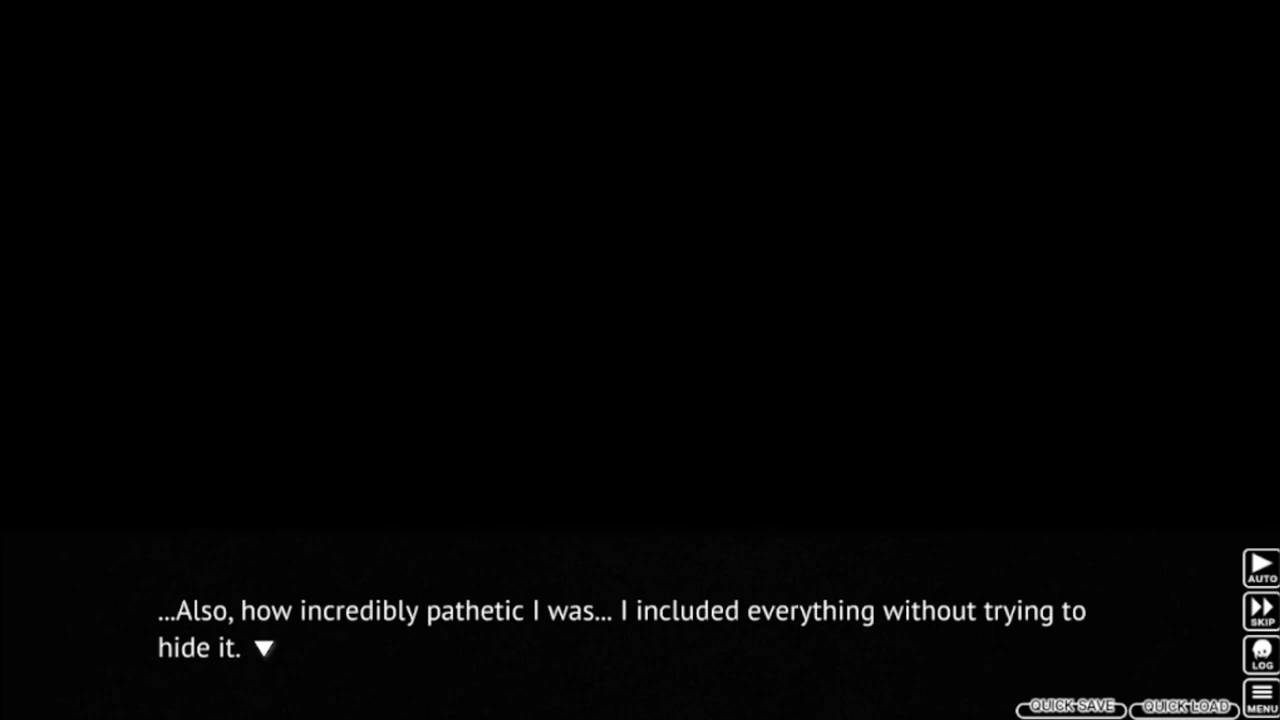 ...Also, how incredibly pathetic I was... I included everything without trying to
hide it.
AUTO
SKIP
LOG
MENU
QUICK SAVE QUICK LOAD